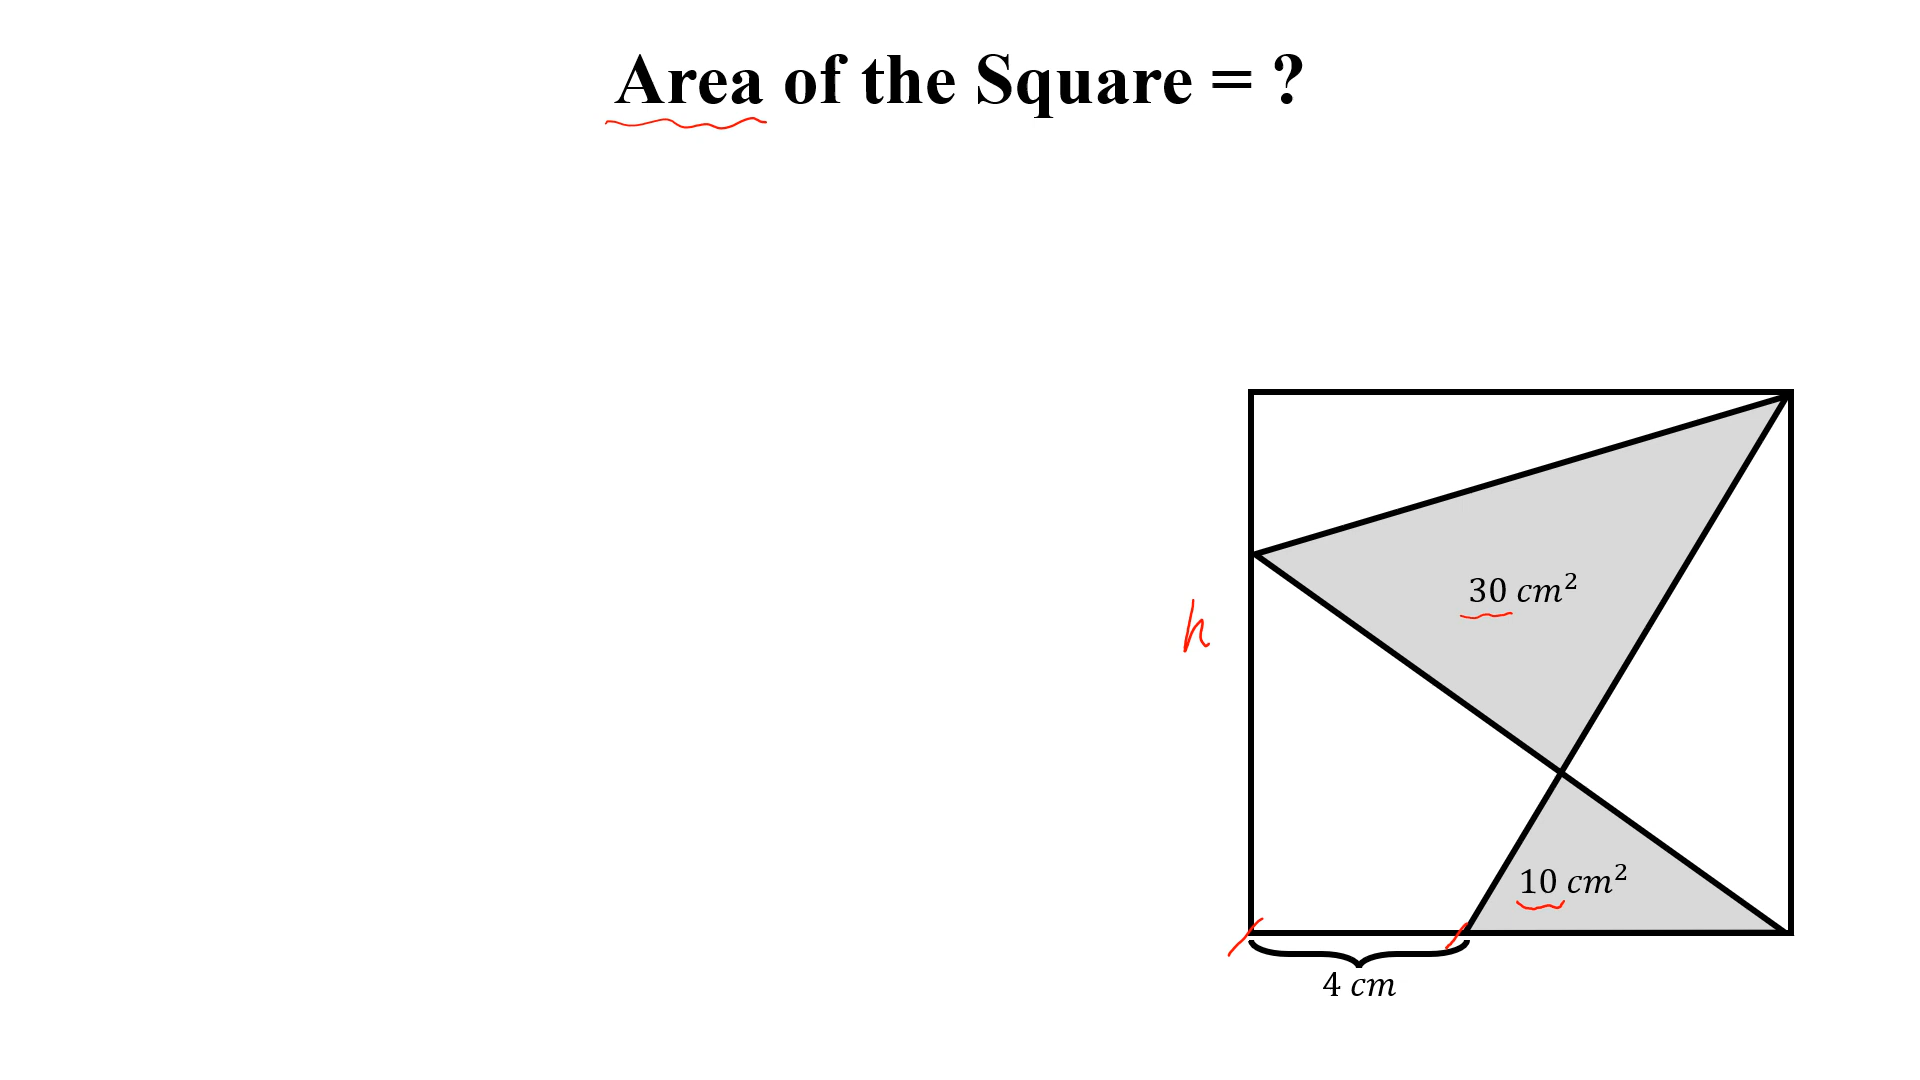 Area of the Square = ?
30 cm²
h
10 cm²
4 cm